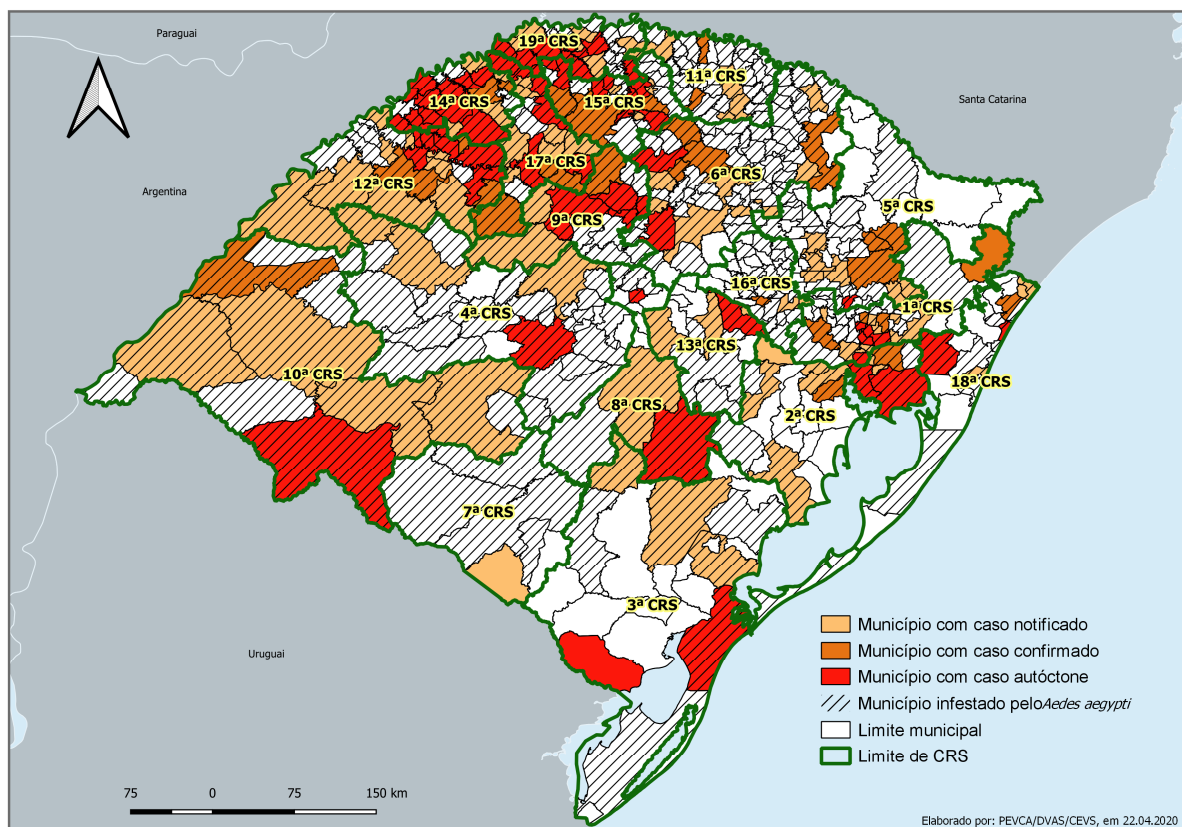 Paraguai
19ª CRS
11ª CRS
14ª CRS
15ª CRS
Santa Catarina
17ª CRS
6ª CRS
12ª CRS
Argentina
5ª CRS
9ª CRS
16ª CRS
1ª CRS
4ª CRS
13ª CRS
10ª CRS
18ª CRS
8ª CRS
2ª CRS
7ª CRS
3ª CRS
Uruguai
Município com caso notificado
Município com caso confirmado
Município com caso autóctone
Município infestado pelo Aedes aegypti
Limite municipal
Limite de CRS
75 0 75 150 km
Elaborado por: PEVCA/DVAS/CEVS, em 22.04.2020